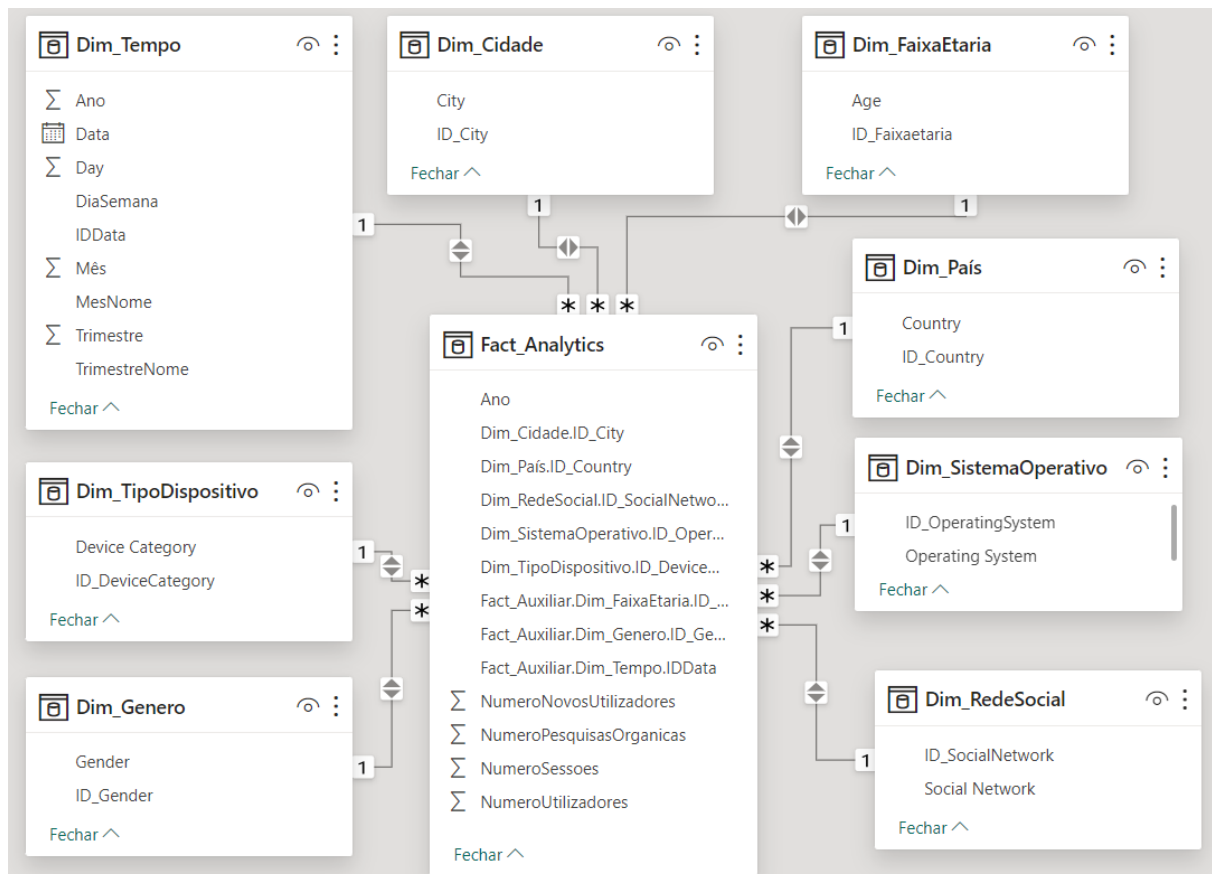 Dim_Tempo
Ano
Data
Day
DiaSemana
IDData
Mês
MesNome
Trimestre
TrimestreNome
Fechar
Dim_Cidade
City
ID_City
Fechar
Dim_FaixaEtaria
Age
ID_Faixaetaria
Fechar
1
1
1
* * *
Dim_País
Country
ID_Country
Fechar
1
Fact_Analytics
Ano
Dim_Cidade.ID_City
Dim_País.ID_Country
Dim_RedeSocial.ID_SocialNetwo...
Dim_SistemaOperativo.ID_Oper...
Dim_TipoDispositivo.ID_Device...
Fact_Auxiliar.Dim_FaixaEtaria.ID_...
Fact_Auxiliar.Dim_Genero.ID_Ge...
Fact_Auxiliar.Dim_Tempo.IDData
∑ NumeroNovosUtilizadores
∑ NumeroPesquisasOrganicas
∑ NumeroSessoes
∑ NumeroUtilizadores
Fechar
Dim_TipoDispositivo
Device Category
ID_DeviceCategory
Fechar
1
*
Dim_SistemaOperativo
ID_OperatingSystem
Operating System
Fechar
1
*
*
*
Dim_Genero
Gender
ID_Gender
Fechar
1
*
Dim_RedeSocial
ID_SocialNetwork
Social Network
Fechar
1